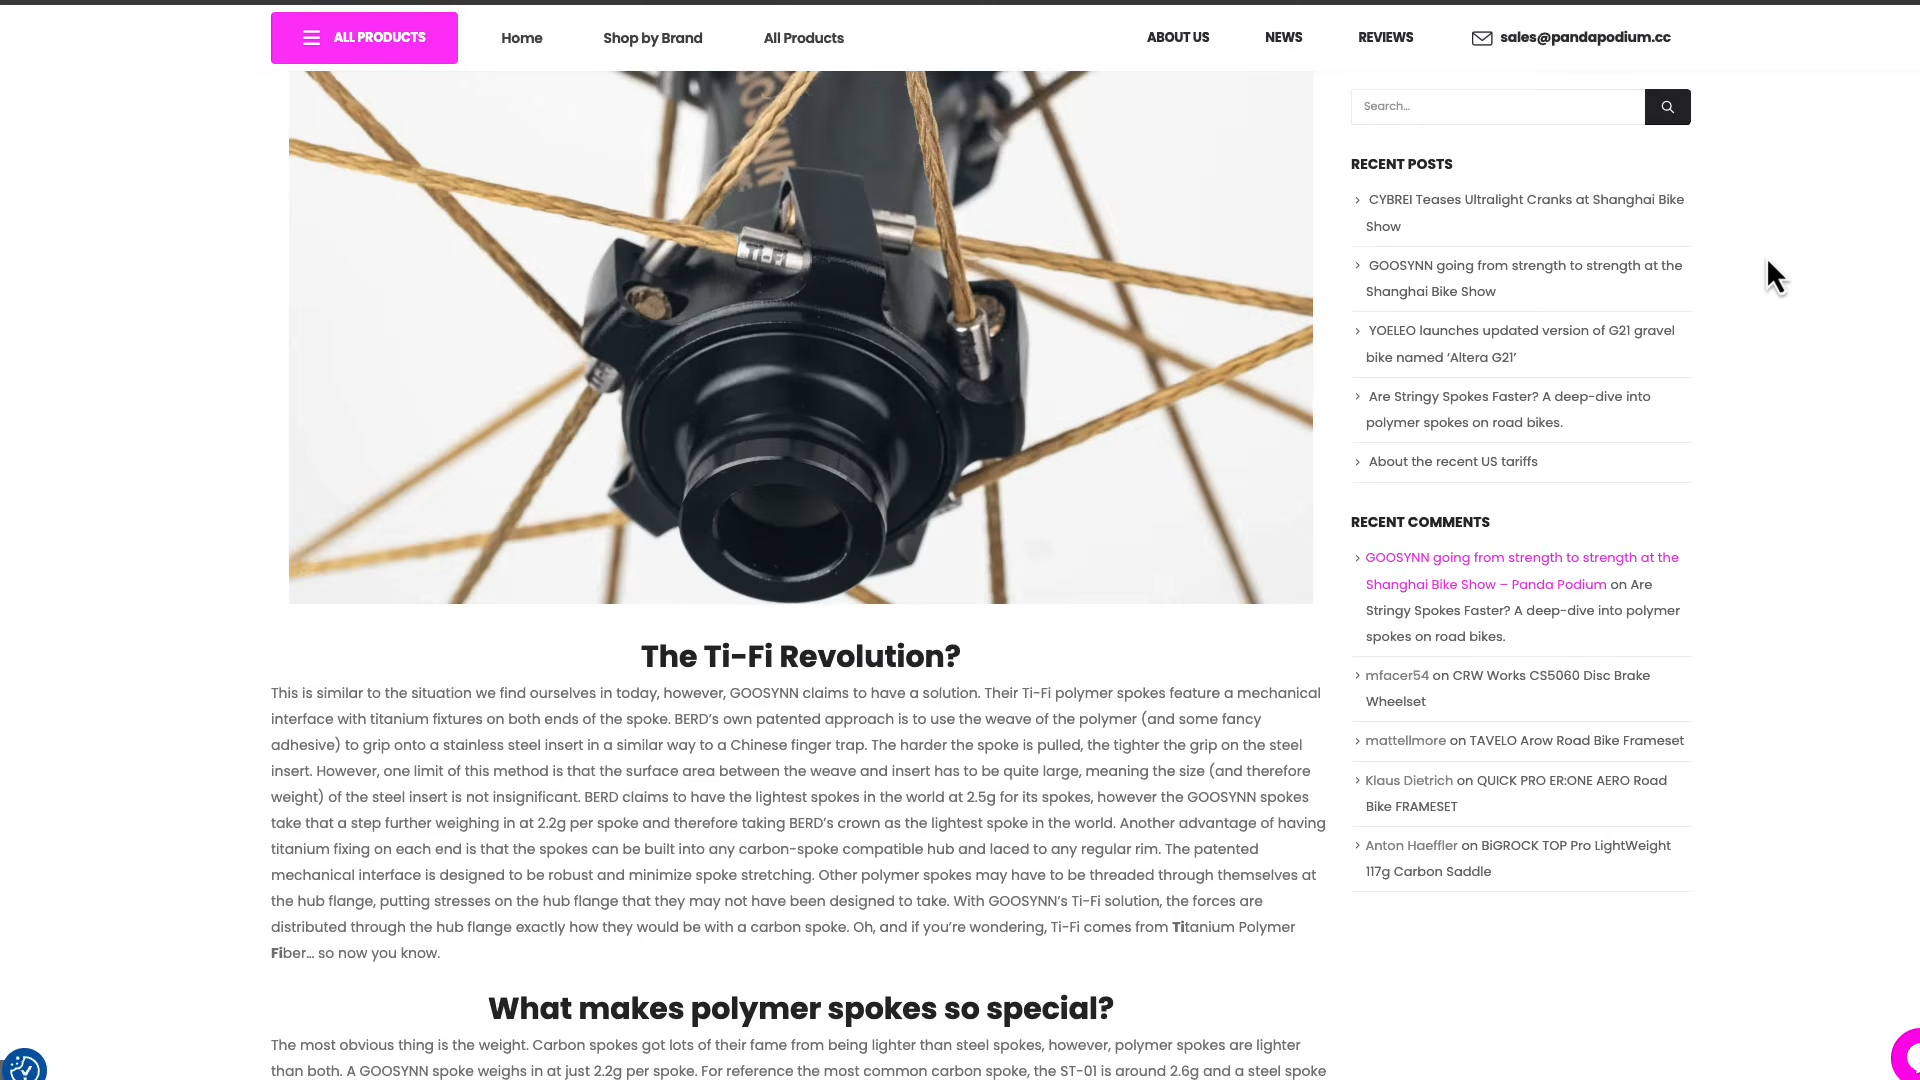 ALL PRODUCTS
Home
Shop by Brand
All Products
ABOUT US
NEWS
REVIEWS
sales@pandapodium.cc
Search...
RECENT POSTS
CYBREI Teases Ultralight Cranks at Shanghai Bike
Show
GOOSYNN going from strength to strength at the
Shanghai Bike Show
YOELEO launches updated version of G21 gravel
bike named ‘Altera G21’
Are Stringy Spokes Faster? A deep-dive into
polymer spokes on road bikes.
About the recent US tariffs
RECENT COMMENTS
GOOSYNN going from strength to strength at the
Shanghai Bike Show – Panda Podium on Are
Stringy Spokes Faster? A deep-dive into polymer
spokes on road bikes.
mfacer54 on CRW Works CS5060 Disc Brake
Wheelset
mattellmore on TAVELO Arow Road Bike Frameset
Klaus Dietrich on QUICK PRO ER:ONE AERO Road
Bike FRAMESET
Anton Haeffler on BiGROCK TOP Pro LightWeight
117g Carbon Saddle
The Ti-Fi Revolution?
This is similar to the situation we find ourselves in today, however, GOOSYNN claims to have a solution. Their Ti-Fi polymer spokes feature a mechanical
interface with titanium fixtures on both ends of the spoke. BERD’s own patented approach is to use the weave of the polymer (and some fancy
adhesive) to grip onto a stainless steel insert in a similar way to a Chinese finger trap. The harder the spoke is pulled, the tighter the grip on the steel
insert. However, one limit of this method is that the surface area between the weave and insert has to be quite large, meaning the size (and therefore
weight) of the steel insert is not insignificant. BERD claims to have the lightest spokes in the world at 2.5g for its spokes, however the GOOSYNN spokes
take that a step further weighing in at 2.2g per spoke and therefore taking BERD’s crown as the lightest spoke in the world. Another advantage of having
titanium fixing on each end is that the spokes can be built into any carbon-spoke compatible hub and laced to any regular rim. The patented
mechanical interface is designed to be robust and minimize spoke stretching. Other polymer spokes may have to be threaded through themselves at
the hub flange, putting stresses on the hub flange that they may not have been designed to take. With GOOSYNN’s Ti-Fi solution, the forces are
distributed through the hub flange exactly how they would be with a carbon spoke. Oh, and if you’re wondering, Ti-Fi comes from Titanium Polymer
Fiber… so now you know.
What makes polymer spokes so special?
The most obvious thing is the weight. Carbon spokes got lots of their fame from being lighter than steel spokes, however, polymer spokes are lighter
than both. A GOOSYNN spoke weighs in at just 2.2g per spoke. For reference the most common carbon spoke, the ST-01 is around 2.6g and a steel spoke